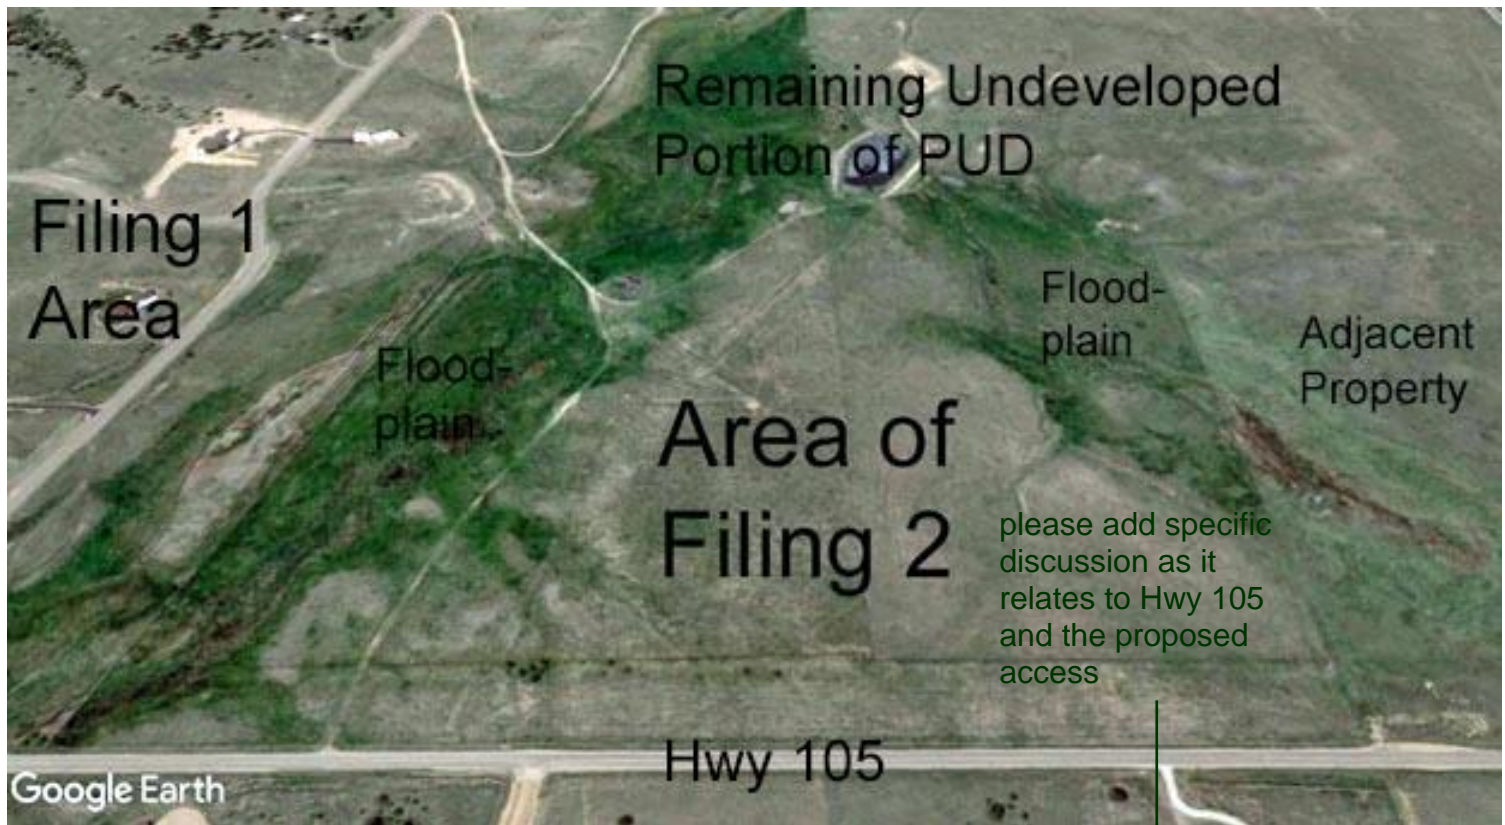 Remaining Undeveloped
Portion of PUD
Filing 1
Area
Flood-
plain
Flood-
plain
Adjacent
Property
Area of
Filing 2
please add specific
discussion as it
relates to Hwy 105
and the proposed
access
Hwy 105
Google Earth